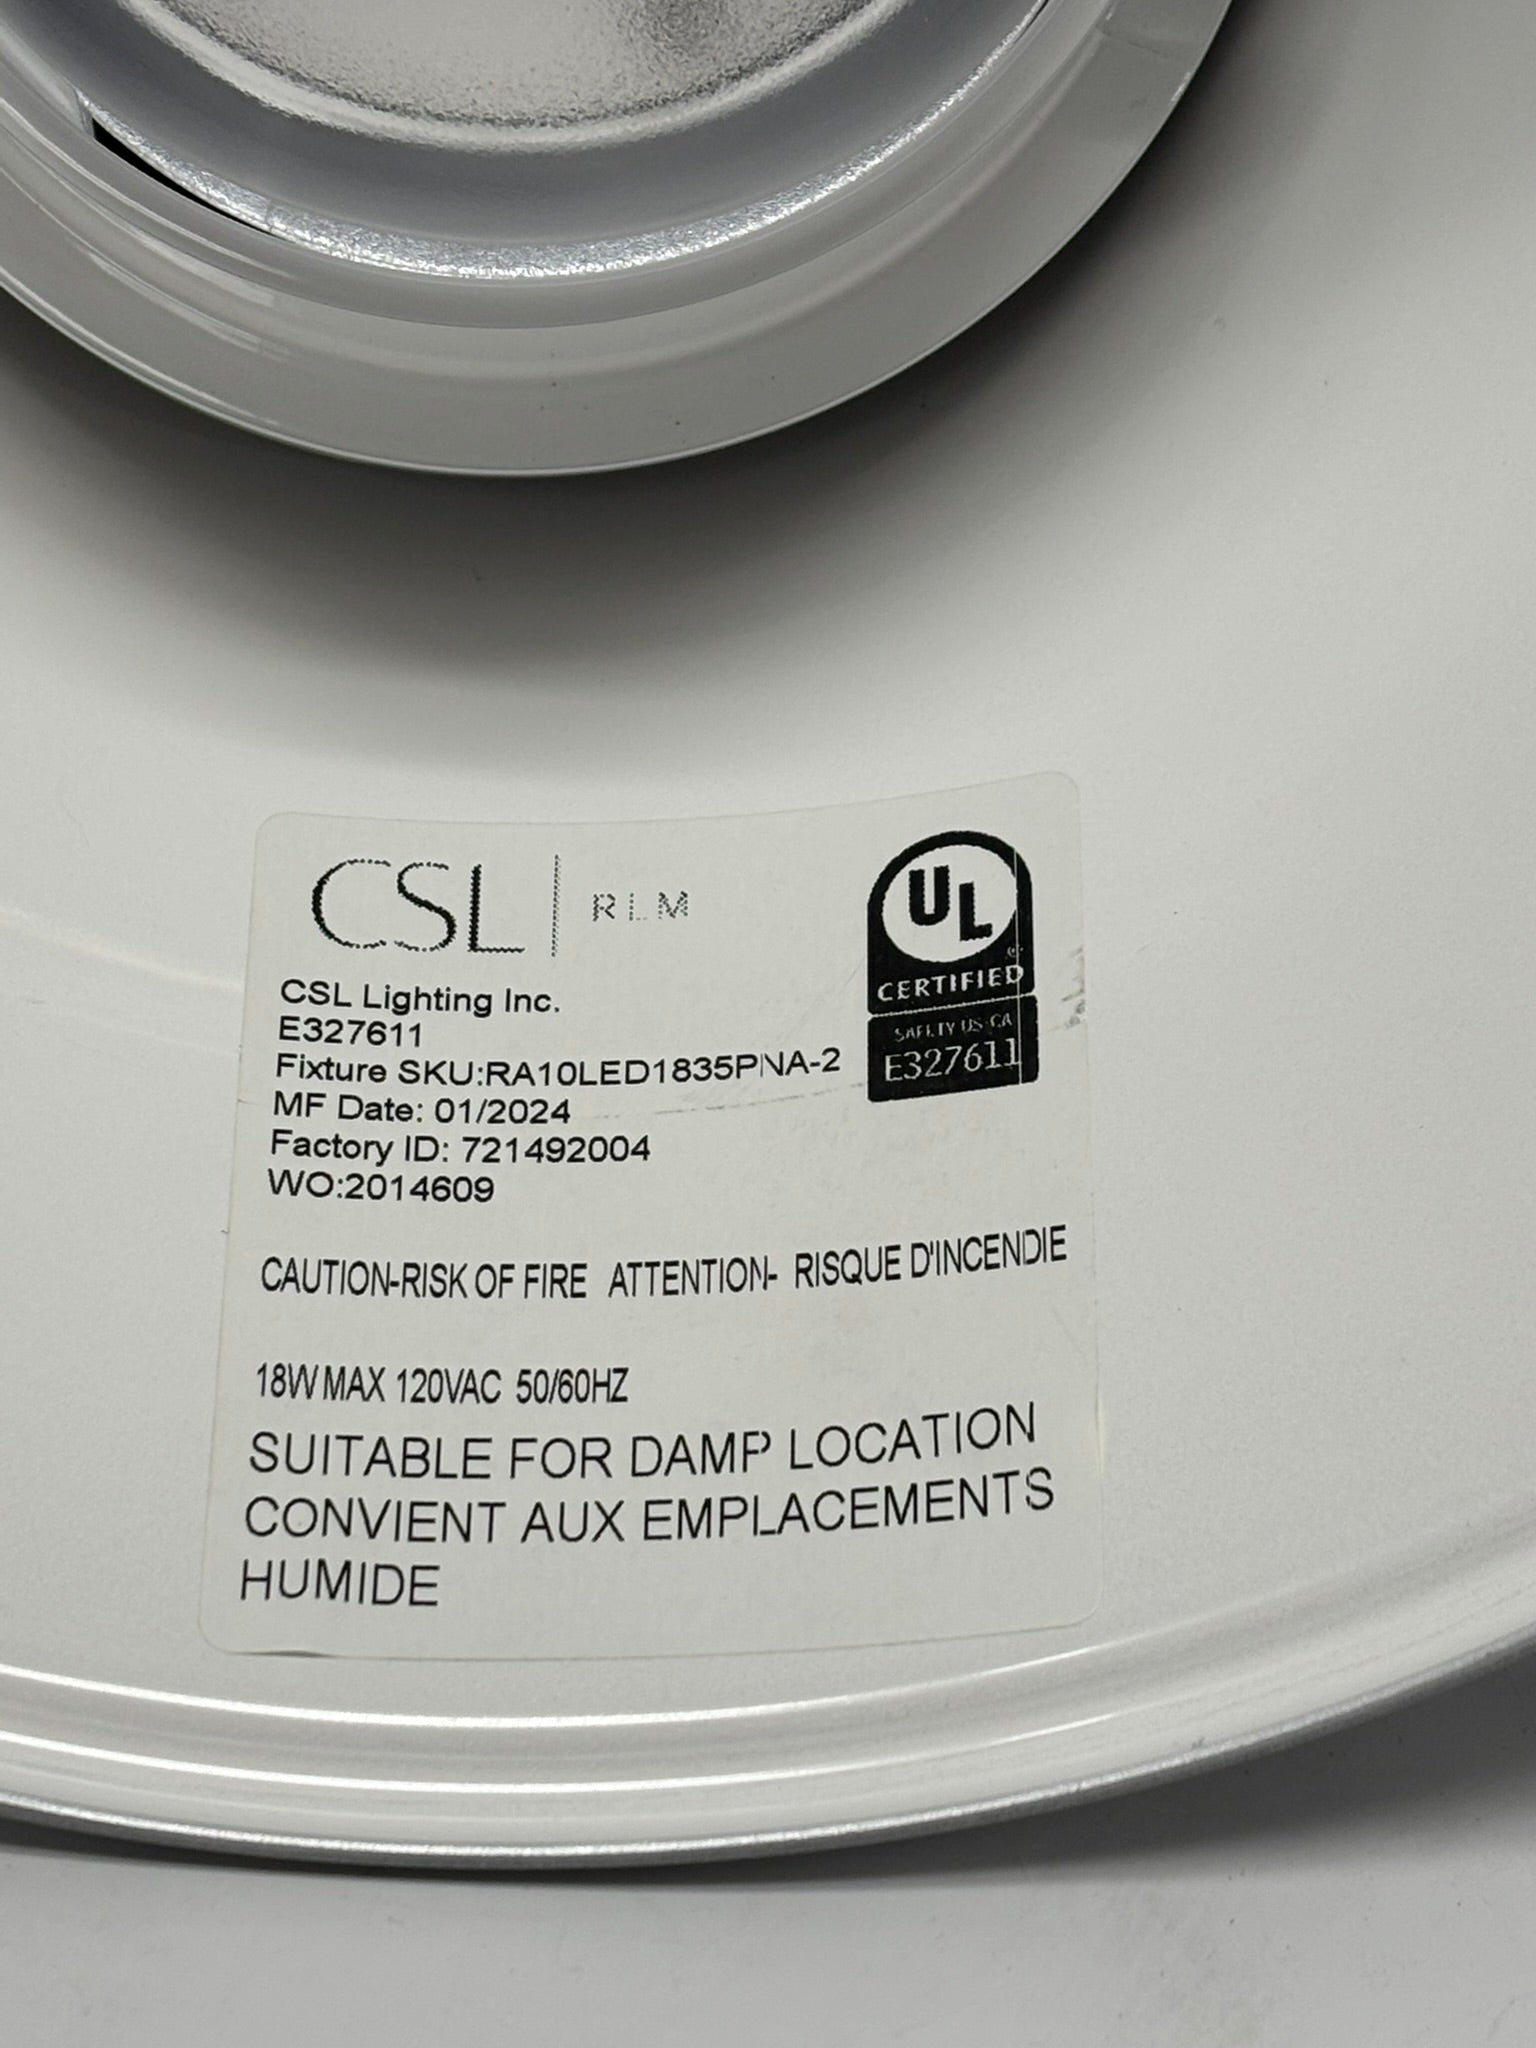 CSL | RLM
UL
CERTIFIED
SAFETY US-CA
E327611
CSL Lighting Inc.
E327611
Fixture SKU:RA10LED1835PNA-2
MF Date: 01/2024
Factory ID: 721492004
WO:2014609
CAUTION-RISK OF FIRE ATTENTION- RISQUE D'INCENDIE
18W MAX 120VAC 50/60HZ
SUITABLE FOR DAMP LOCATION
CONVIENT AUX EMPLACEMENTS
HUMIDE